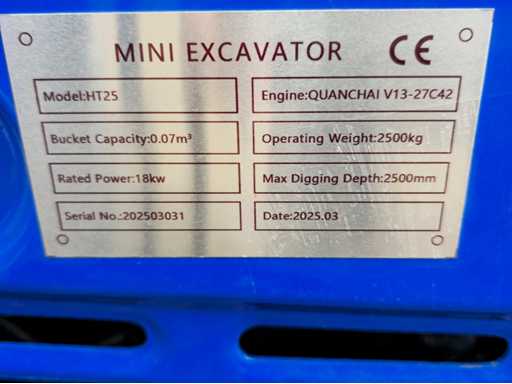 MINI EXCAVATOR CE
Model:HT25 Engine:QUANCHAI V13-27C42
Bucket Capacity:0.07m³ Operating Weight:2500kg
Rated Power:18kw Max Digging Depth:2500mm
Serial No.:202503031 Date:2025.03